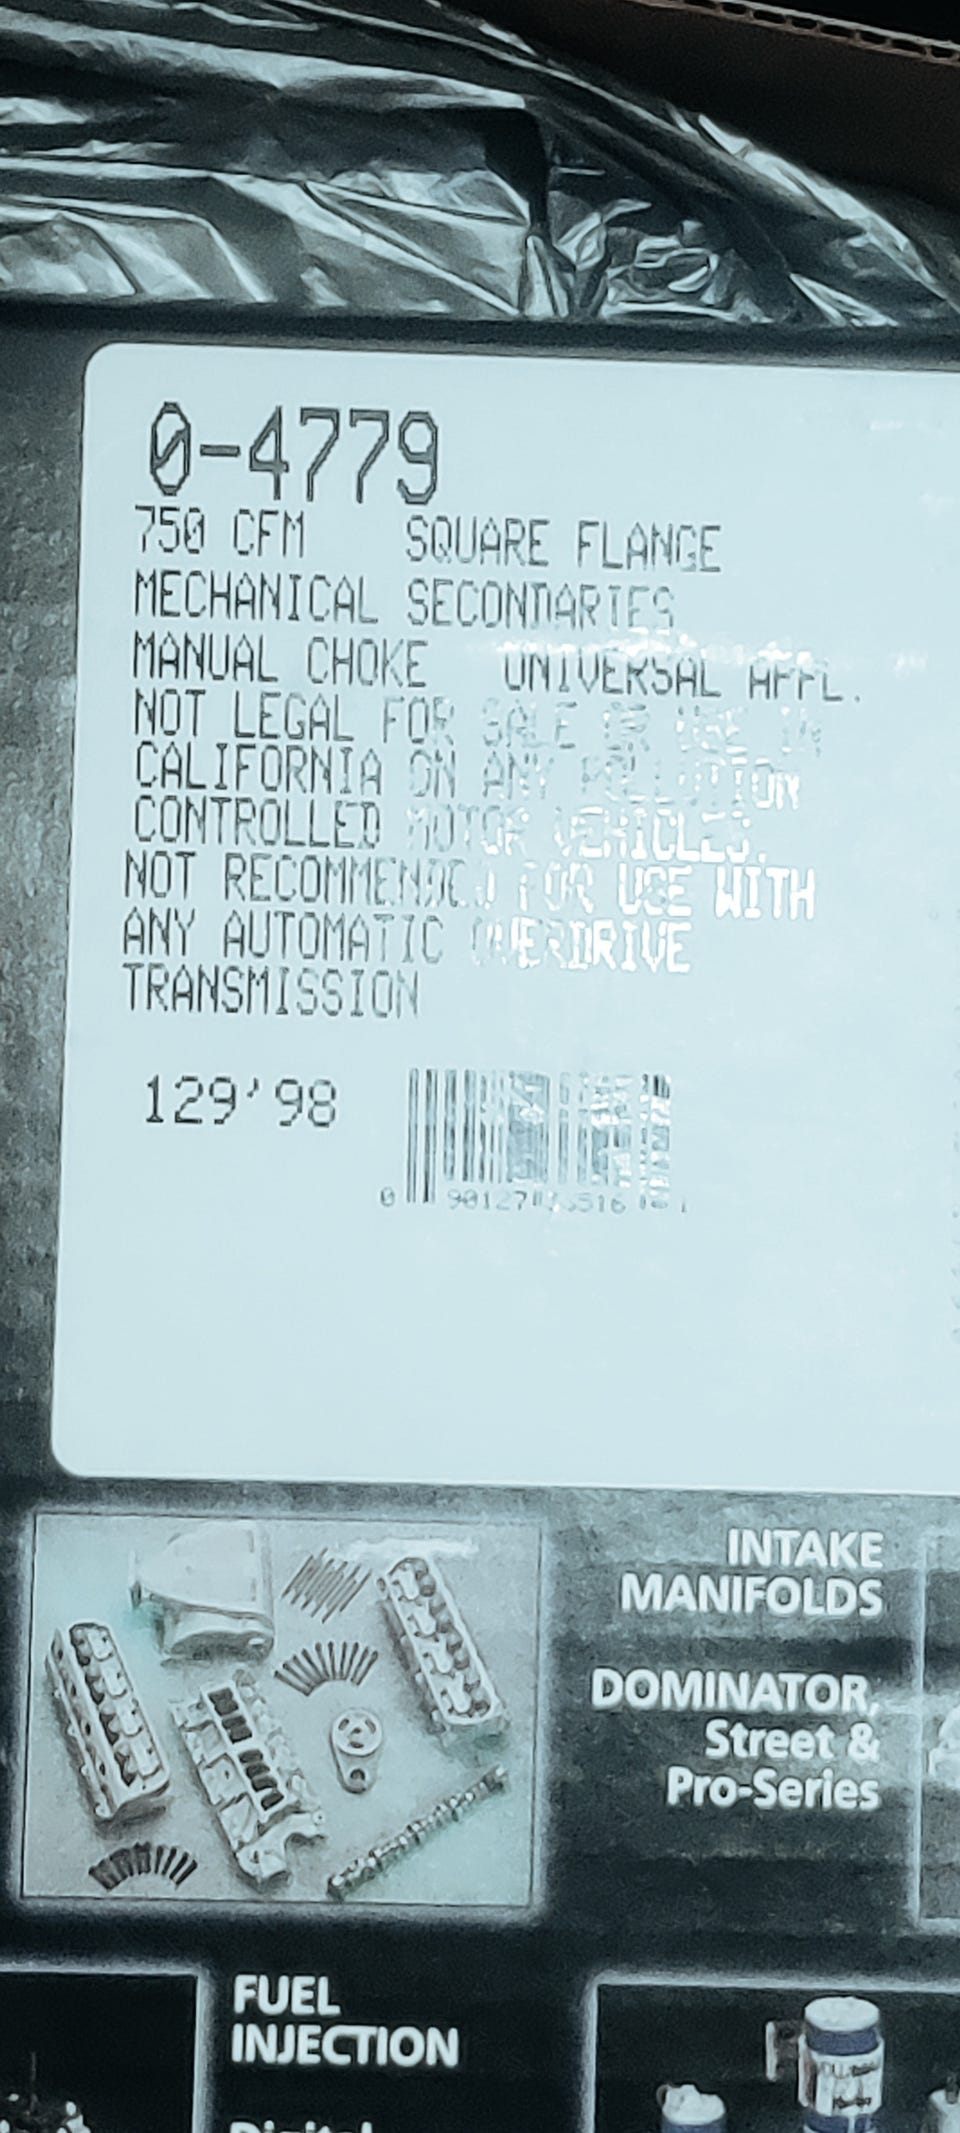 0-4779
750 CFM SQUARE FLANGE
MECHANICAL SECONDARIES
MANUAL CHOKE UNIVERSAL APPL.
NOT LEGAL FOR SALE OR USE IN
CALIFORNIA ON ANY POLLUTION
CONTROLLED MOTOR VEHICLES.
NOT RECOMMENDED FOR USE WITH
ANY AUTOMATIC OVERDRIVE
TRANSMISSION
129'98
0
INTAKE
MANIFOLDS
DOMINATOR,
Street &
Pro-Series
FUEL
INJECTION
Digital